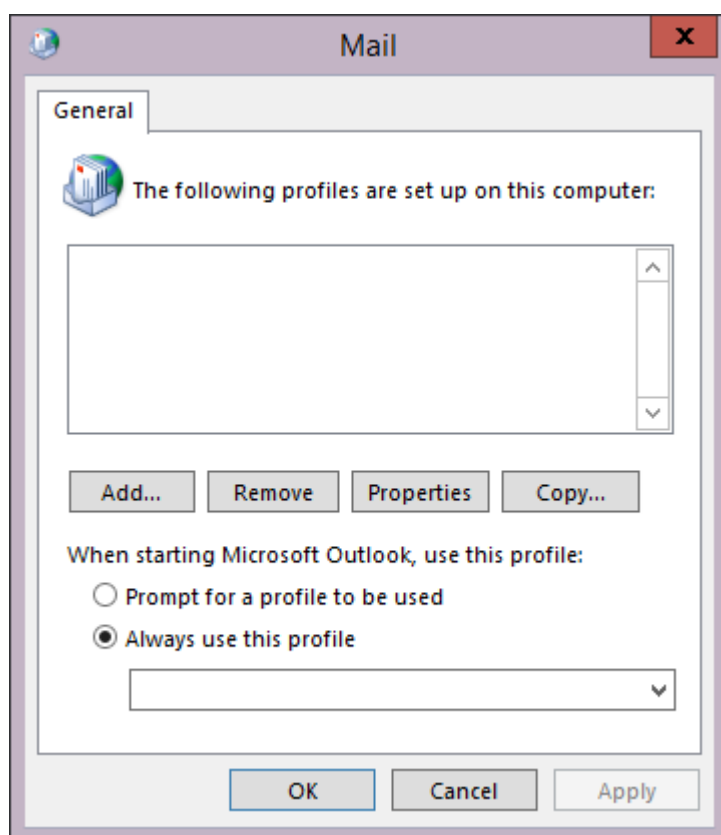 Mail
x
General
The following profiles are set up on this computer:
Add... Remove Properties Copy...
When starting Microsoft Outlook, use this profile:
Prompt for a profile to be used
Always use this profile
OK Cancel Apply